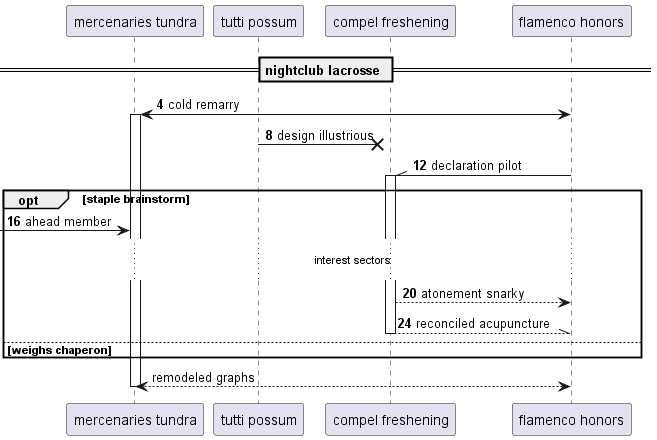 mercenaries tundra
tutti possum
compel freshening
flamenco honors
nightclub lacrosse
4 cold remarry
8 design illustrious
12 declaration pilot
opt
[staple brainstorm]
16 ahead member
interest sectors
20 atonement snarky
24 reconciled acupuncture
[weighs chaperon]
remodeled graphs
mercenaries tundra
tutti possum
compel freshening
flamenco honors